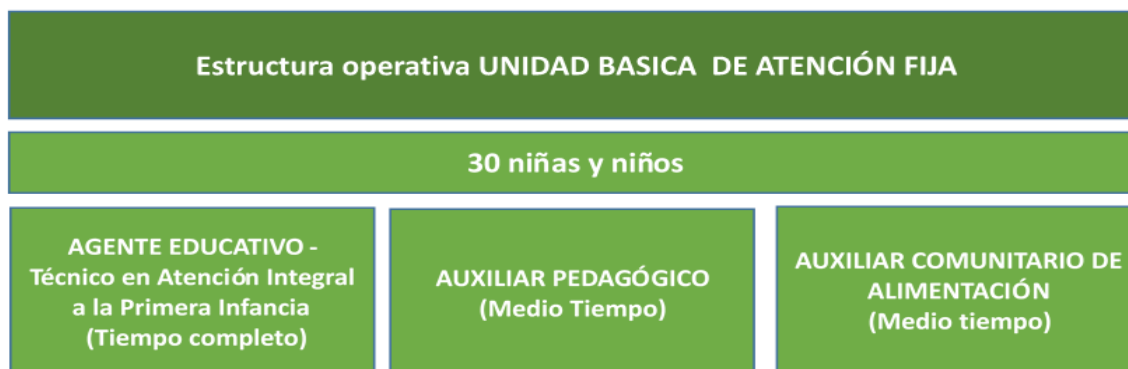 Estructura operativa UNIDAD BASICA DE ATENCIÓN FIJA
30 niñas y niños
AGENTE EDUCATIVO -
Técnico en Atención Integral
a la Primera Infancia
(Tiempo completo)
AUXILIAR PEDAGÓGICO
(Medio Tiempo)
AUXILIAR COMUNITARIO DE
ALIMENTACIÓN
(Medio tiempo)